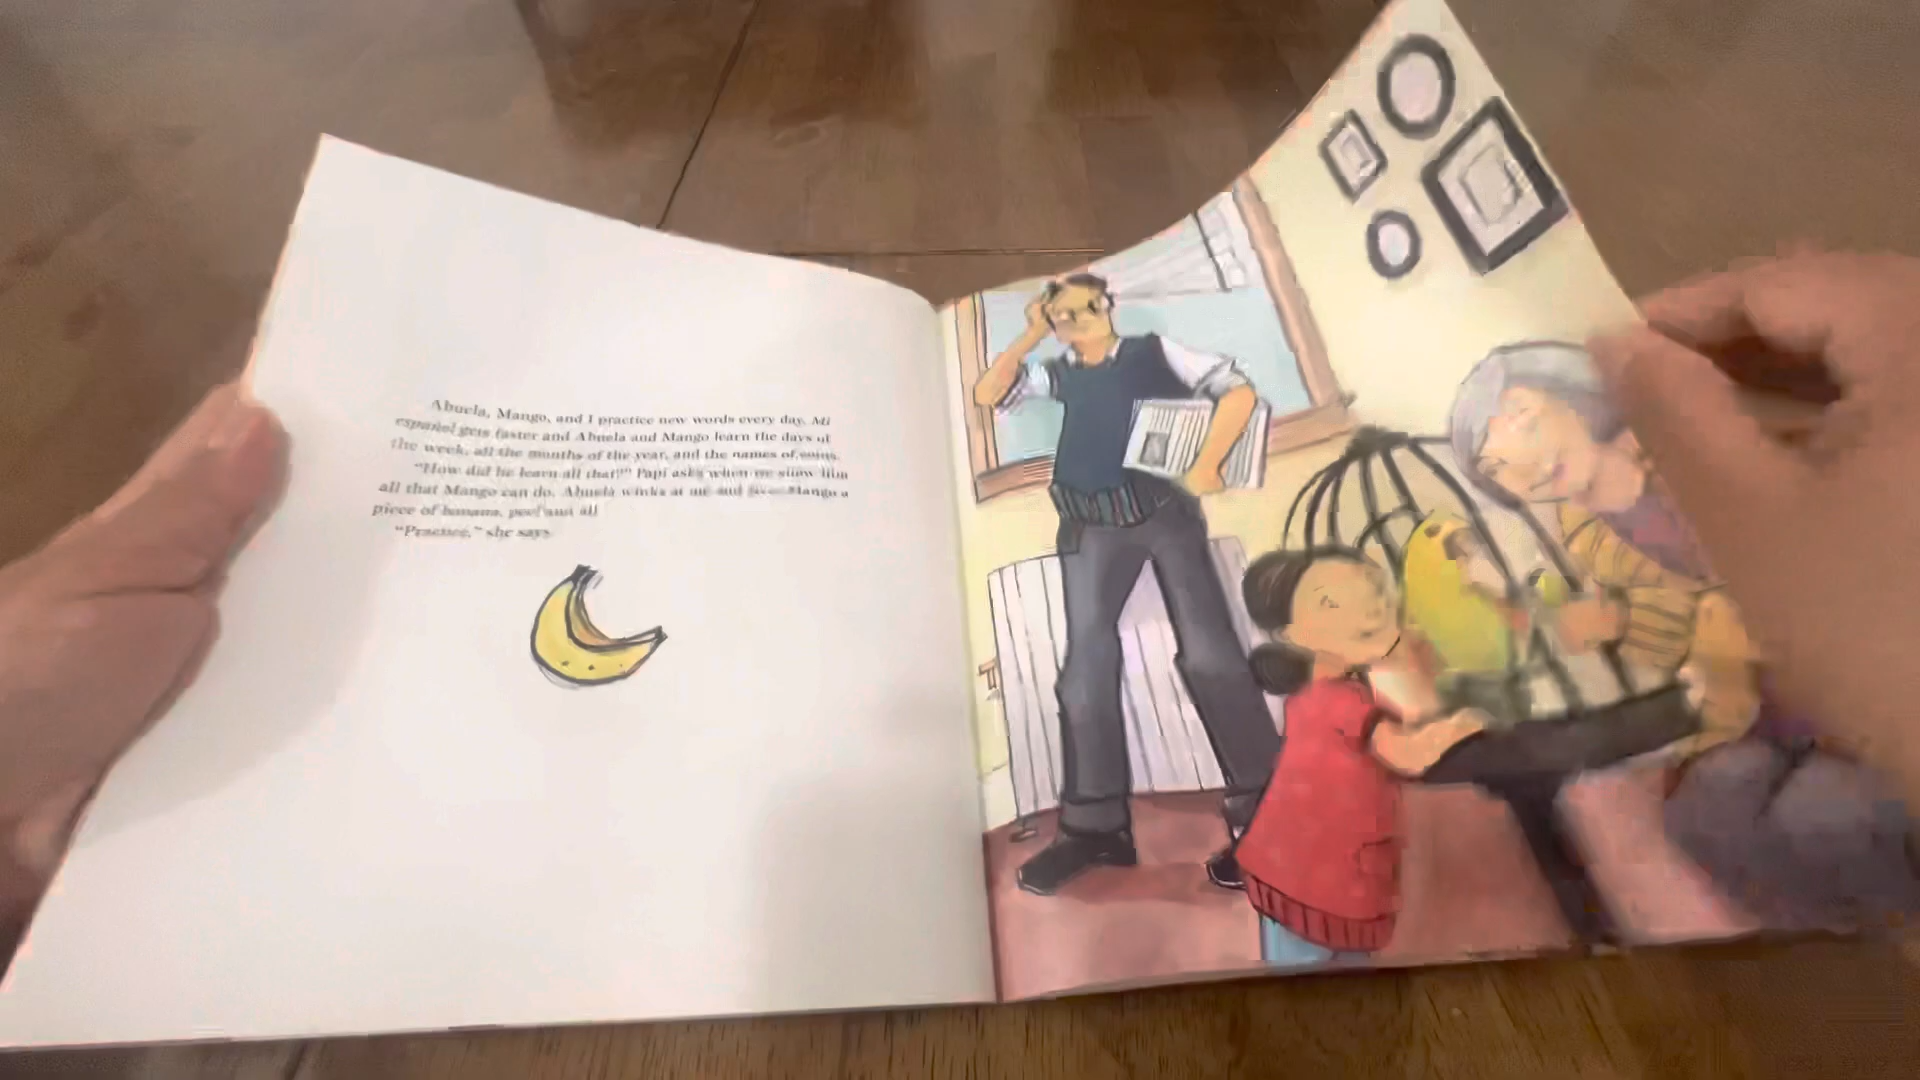 Abuela, Mango, and I practice new words every day. Mi
español gets faster and Abuela and Mango learn the days of
the week, all the months of the year, and the names of coins.
"How did he learn all that?" Papi asks when we show him
all that Mango can do. Abuela winks at me and gives Mango a
piece of banana, peel and all.
"Practice," she says.